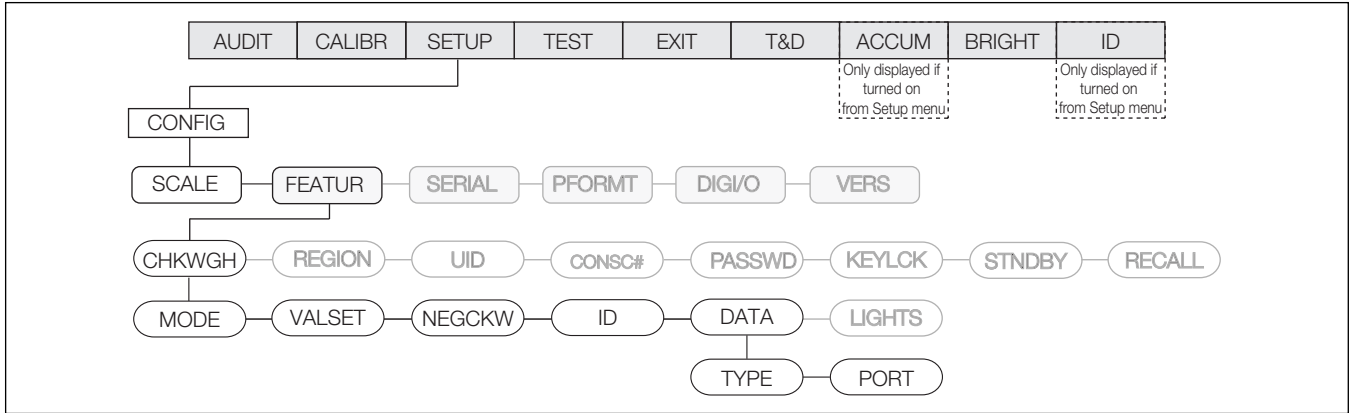 AUDIT CALIBR SETUP TEST EXIT T&D ACCUM BRIGHT ID
Only displayed if
turned on
from Setup menu
Only displayed if
turned on
from Setup menu
CONFIG
SCALE FEATUR SERIAL PFORMT DIGI/O VERS
CHKWGH REGION UID CONSC# PASSWD KEYLCK STNDBY RECALL
MODE VALSET NEGCKW ID DATA LIGHTS
TYPE PORT